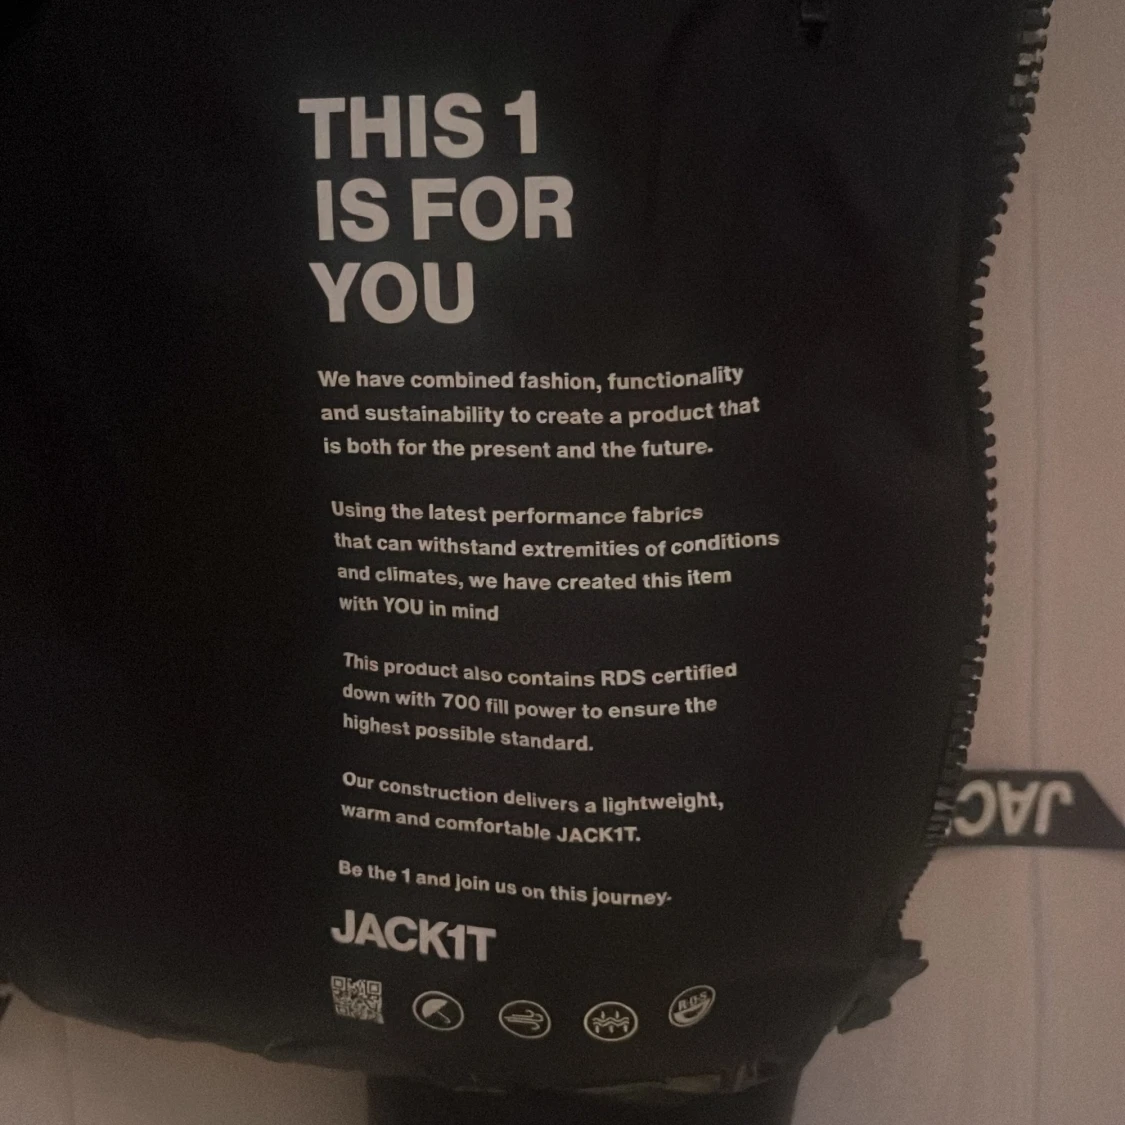 THIS 1
IS FOR
YOU
We have combined fashion, functionality
and sustainability to create a product that
is both for the present and the future.
Using the latest performance fabrics
that can withstand extremities of conditions
and climates, we have created this item
with YOU in mind
This product also contains RDS certified
down with 700 fill power to ensure the
highest possible standard.
Our construction delivers a lightweight,
warm and comfortable JACK1T.
Be the 1 and join us on this journey.
JACK1T
R·D·S
JAC